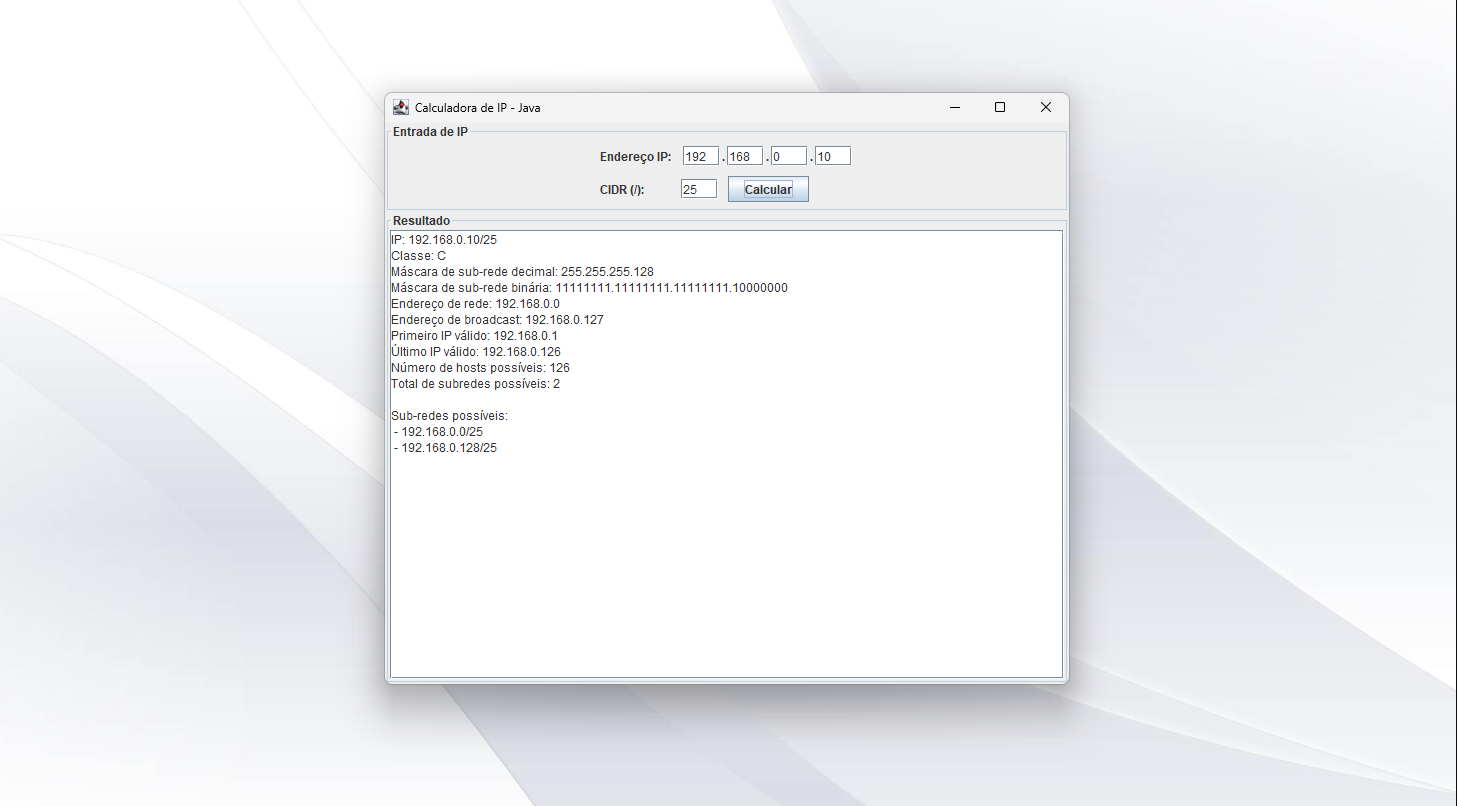 Calculadora de IP - Java
Entrada de IP
Endereço IP: 192 . 168 . 0 . 10
CIDR (/): 25 Calcular
Resultado
IP: 192.168.0.10/25
Classe: C
Máscara de sub-rede decimal: 255.255.255.128
Máscara de sub-rede binária: 11111111.11111111.11111111.10000000
Endereço de rede: 192.168.0.0
Endereço de broadcast: 192.168.0.127
Primeiro IP válido: 192.168.0.1
Último IP válido: 192.168.0.126
Número de hosts possíveis: 126
Total de subredes possíveis: 2
Sub-redes possíveis:
- 192.168.0.0/25
- 192.168.0.128/25